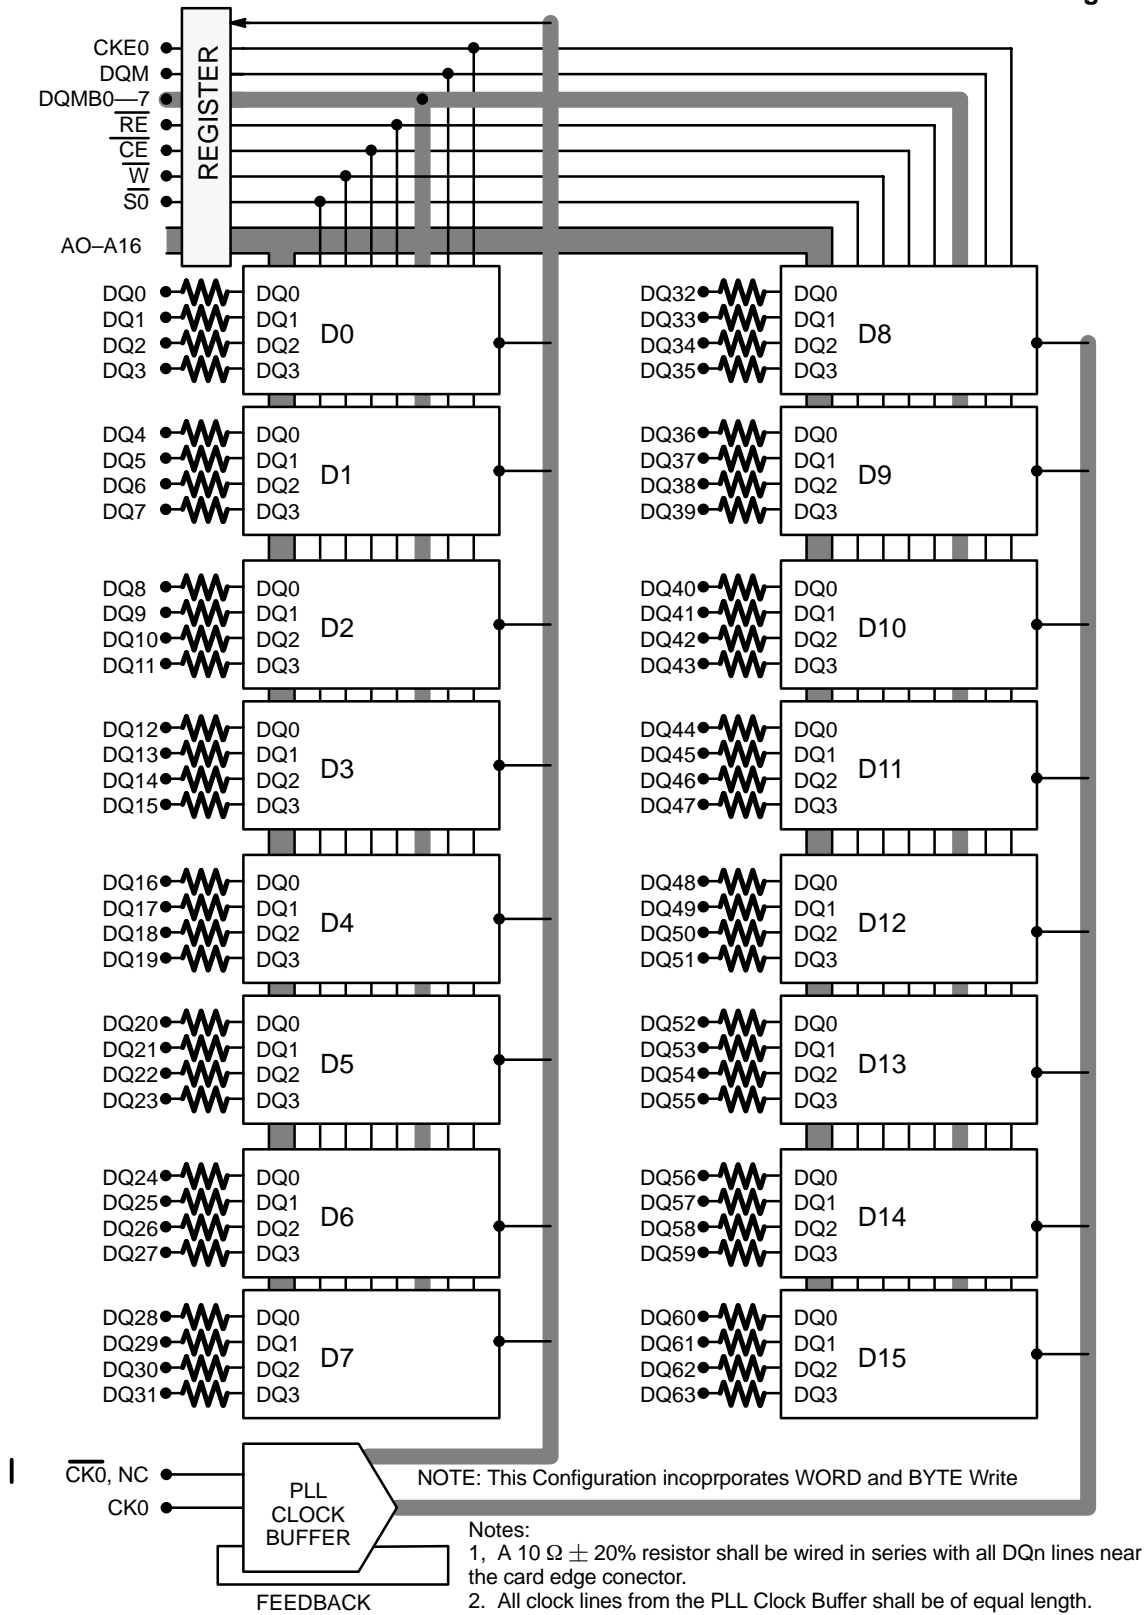 g
CKE0
DQM
DQMB0—7
RE
CE
W
S0
AO–A16
REGISTER
DQ0 DQ0
DQ1 DQ1
DQ2 DQ2
DQ3 DQ3
D0
DQ32 DQ0
DQ33 DQ1
DQ34 DQ2
DQ35 DQ3
D8
DQ4 DQ0
DQ5 DQ1
DQ6 DQ2
DQ7 DQ3
D1
DQ36 DQ0
DQ37 DQ1
DQ38 DQ2
DQ39 DQ3
D9
DQ8 DQ0
DQ9 DQ1
DQ10 DQ2
DQ11 DQ3
D2
DQ40 DQ0
DQ41 DQ1
DQ42 DQ2
DQ43 DQ3
D10
DQ12 DQ0
DQ13 DQ1
DQ14 DQ2
DQ15 DQ3
D3
DQ44 DQ0
DQ45 DQ1
DQ46 DQ2
DQ47 DQ3
D11
DQ16 DQ0
DQ17 DQ1
DQ18 DQ2
DQ19 DQ3
D4
DQ48 DQ0
DQ49 DQ1
DQ50 DQ2
DQ51 DQ3
D12
DQ20 DQ0
DQ21 DQ1
DQ22 DQ2
DQ23 DQ3
D5
DQ52 DQ0
DQ53 DQ1
DQ54 DQ2
DQ55 DQ3
D13
DQ24 DQ0
DQ25 DQ1
DQ26 DQ2
DQ27 DQ3
D6
DQ56 DQ0
DQ57 DQ1
DQ58 DQ2
DQ59 DQ3
D14
DQ28 DQ0
DQ29 DQ1
DQ30 DQ2
DQ31 DQ3
D7
DQ60 DQ0
DQ61 DQ1
DQ62 DQ2
DQ63 DQ3
D15
CK0, NC
CK0
PLL
CLOCK
BUFFER
FEEDBACK
NOTE: This Configuration incoprporates WORD and BYTE Write
Notes:
1, A 10 Ω ± 20% resistor shall be wired in series with all DQn lines near
the card edge conector.
2. All clock lines from the PLL Clock Buffer shall be of equal length.